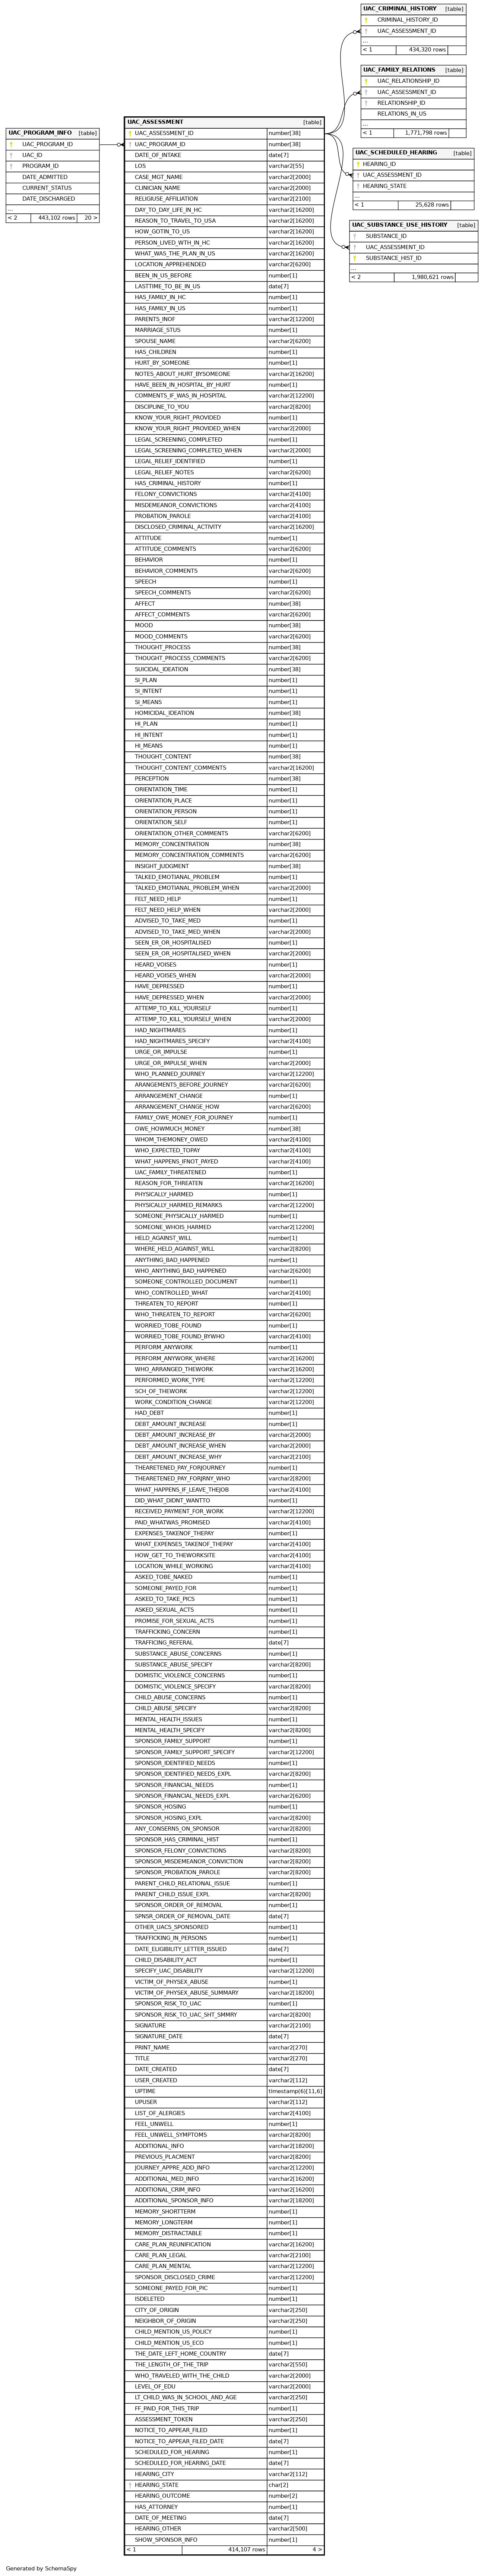 UAC_CRIMINAL_HISTORY [table]
CRIMINAL_HISTORY_ID
UAC_ASSESSMENT_ID
...
< 1 434,320 rows
UAC_FAMILY_RELATIONS [table]
UAC_RELATIONSHIP_ID
UAC_ASSESSMENT_ID
RELATIONSHIP_ID
RELATIONS_IN_US
...
< 1 1,771,798 rows
UAC_SCHEDULED_HEARING [table]
HEARING_ID
UAC_ASSESSMENT_ID
HEARING_STATE
...
< 1 25,628 rows
UAC_SUBSTANCE_USE_HISTORY [table]
SUBSTANCE_ID
UAC_ASSESSMENT_ID
SUBSTANCE_HIST_ID
...
< 2 1,980,621 rows
UAC_PROGRAM_INFO [table]
UAC_PROGRAM_ID
UAC_ID
PROGRAM_ID
DATE_ADMITTED
CURRENT_STATUS
DATE_DISCHARGED
...
< 2 443,102 rows 20 >
UAC_ASSESSMENT [table]
UAC_ASSESSMENT_ID number[38]
UAC_PROGRAM_ID number[38]
DATE_OF_INTAKE date[7]
LOS varchar2[55]
CASE_MGT_NAME varchar2[2000]
CLINICIAN_NAME varchar2[2000]
RELIGIUSE_AFFILIATION varchar2[2100]
DAY_TO_DAY_LIFE_IN_HC varchar2[16200]
REASON_TO_TRAVEL_TO_USA varchar2[16200]
HOW_GOTIN_TO_US varchar2[16200]
PERSON_LIVED_WTH_IN_HC varchar2[16200]
WHAT_WAS_THE_PLAN_IN_US varchar2[16200]
LOCATION_APPREHENDED varchar2[6200]
BEEN_IN_US_BEFORE number[1]
LASTTIME_TO_BE_IN_US date[7]
HAS_FAMILY_IN_HC number[1]
HAS_FAMILY_IN_US number[1]
PARENTS_INOF varchar2[12200]
MARRIAGE_STUS number[1]
SPOUSE_NAME varchar2[6200]
HAS_CHILDREN number[1]
HURT_BY_SOMEONE number[1]
NOTES_ABOUT_HURT_BYSOMEONE varchar2[16200]
HAVE_BEEN_IN_HOSPITAL_BY_HURT number[1]
COMMENTS_IF_WAS_IN_HOSPITAL varchar2[12200]
DISCIPLINE_TO_YOU varchar2[8200]
KNOW_YOUR_RIGHT_PROVIDED number[1]
KNOW_YOUR_RIGHT_PROVIDED_WHEN varchar2[2000]
LEGAL_SCREENING_COMPLETED number[1]
LEGAL_SCREENING_COMPLETED_WHEN varchar2[2000]
LEGAL_RELIEF_IDENTIFIED number[1]
LEGAL_RELIEF_NOTES varchar2[6200]
HAS_CRIMINAL_HISTORY number[1]
FELONY_CONVICTIONS varchar2[4100]
MISDEMEANOR_CONVICTIONS varchar2[4100]
PROBATION_PAROLE varchar2[4100]
DISCLOSED_CRIMINAL_ACTIVITY varchar2[16200]
ATTITUDE number[1]
ATTITUDE_COMMENTS varchar2[6200]
BEHAVIOR number[1]
BEHAVIOR_COMMENTS varchar2[6200]
SPEECH number[1]
SPEECH_COMMENTS varchar2[6200]
AFFECT number[38]
AFFECT_COMMENTS varchar2[6200]
MOOD number[38]
MOOD_COMMENTS varchar2[6200]
THOUGHT_PROCESS number[38]
THOUGHT_PROCESS_COMMENTS varchar2[6200]
SUICIDAL_IDEATION number[38]
SI_PLAN number[1]
SI_INTENT number[1]
SI_MEANS number[1]
HOMICIDAL_IDEATION number[38]
HI_PLAN number[1]
HI_INTENT number[1]
HI_MEANS number[1]
THOUGHT_CONTENT number[38]
THOUGHT_CONTENT_COMMENTS varchar2[16200]
PERCEPTION number[38]
ORIENTATION_TIME number[1]
ORIENTATION_PLACE number[1]
ORIENTATION_PERSON number[1]
ORIENTATION_SELF number[1]
ORIENTATION_OTHER_COMMENTS varchar2[6200]
MEMORY_CONCENTRATION number[38]
MEMORY_CONCENTRATION_COMMENTS varchar2[6200]
INSIGHT_JUDGMENT number[38]
TALKED_EMOTIANAL_PROBLEM number[1]
TALKED_EMOTIANAL_PROBLEM_WHEN varchar2[2000]
FELT_NEED_HELP number[1]
FELT_NEED_HELP_WHEN varchar2[2000]
ADVISED_TO_TAKE_MED number[1]
ADVISED_TO_TAKE_MED_WHEN varchar2[2000]
SEEN_ER_OR_HOSPITALISED number[1]
SEEN_ER_OR_HOSPITALISED_WHEN varchar2[2000]
HEARD_VOISES number[1]
HEARD_VOISES_WHEN varchar2[2000]
HAVE_DEPRESSED number[1]
HAVE_DEPRESSED_WHEN varchar2[2000]
ATTEMP_TO_KILL_YOURSELF number[1]
ATTEMP_TO_KILL_YOURSELF_WHEN varchar2[2000]
HAD_NIGHTMARES number[1]
HAD_NIGHTMARES_SPECIFY varchar2[4100]
URGE_OR_IMPULSE number[1]
URGE_OR_IMPULSE_WHEN varchar2[2000]
WHO_PLANNED_JOURNEY varchar2[12200]
ARANGEMENTS_BEFORE_JOURNEY varchar2[6200]
ARRANGEMENT_CHANGE number[1]
ARRANGEMENT_CHANGE_HOW varchar2[6200]
FAMILY_OWE_MONEY_FOR_JOURNEY number[1]
OWE_HOWMUCH_MONEY number[38]
WHOM_THEMONEY_OWED varchar2[4100]
WHO_EXPECTED_TOPAY varchar2[4100]
WHAT_HAPPENS_IFNOT_PAYED varchar2[4100]
UAC_FAMILY_THREATENED number[1]
REASON_FOR_THREATEN varchar2[16200]
PHYSICALLY_HARMED number[1]
PHYSICALLY_HARMED_REMARKS varchar2[12200]
SOMEONE_PHYSICALLY_HARMED number[1]
SOMEONE_WHOIS_HARMED varchar2[12200]
HELD_AGAINST_WILL number[1]
WHERE_HELD_AGAINST_WILL varchar2[8200]
ANYTHING_BAD_HAPPENED number[1]
WHO_ANYTHING_BAD_HAPPENED varchar2[6200]
SOMEONE_CONTROLLED_DOCUMENT number[1]
WHO_CONTROLLED_WHAT varchar2[4100]
THREATEN_TO_REPORT number[1]
WHO_THREATEN_TO_REPORT varchar2[6200]
WORRIED_TOBE_FOUND number[1]
WORRIED_TOBE_FOUND_BYWHO varchar2[4100]
PERFORM_ANYWORK number[1]
PERFORM_ANYWORK_WHERE varchar2[16200]
WHO_ARRANGED_THEWORK varchar2[16200]
PERFORMED_WORK_TYPE varchar2[12200]
SCH_OF_THEWORK varchar2[12200]
WORK_CONDITION_CHANGE varchar2[12200]
HAD_DEBT number[1]
DEBT_AMOUNT_INCREASE number[1]
DEBT_AMOUNT_INCREASE_BY varchar2[2000]
DEBT_AMOUNT_INCREASE_WHEN varchar2[2000]
DEBT_AMOUNT_INCREASE_WHY varchar2[2100]
THEARETENED_PAY_FORJOURNEY number[1]
THEARETENED_PAY_FORJRNY_WHO varchar2[8200]
WHAT_HAPPENS_IF_LEAVE_THEJOB varchar2[4100]
DID_WHAT_DIDNT_WANTTO number[1]
RECEIVED_PAYMENT_FOR_WORK varchar2[12200]
PAID_WHATWAS_PROMISED varchar2[4100]
EXPENSES_TAKENOF_THEPAY number[1]
WHAT_EXPENSES_TAKENOF_THEPAY varchar2[4100]
HOW_GET_TO_THEWORKSITE varchar2[4100]
LOCATION_WHILE_WORKING varchar2[4100]
ASKED_TOBE_NAKED number[1]
SOMEONE_PAYED_FOR number[1]
ASKED_TO_TAKE_PICS number[1]
ASKED_SEXUAL_ACTS number[1]
PROMISE_FOR_SEXUAL_ACTS number[1]
TRAFFICKING_CONCERN number[1]
TRAFFICING_REFERAL date[7]
SUBSTANCE_ABUSE_CONCERNS number[1]
SUBSTANCE_ABUSE_SPECIFY varchar2[8200]
DOMISTIC_VIOLENCE_CONCERNS number[1]
DOMISTIC_VIOLENCE_SPECIFY varchar2[8200]
CHILD_ABUSE_CONCERNS number[1]
CHILD_ABUSE_SPECIFY varchar2[8200]
MENTAL_HEALTH_ISSUES number[1]
MENTAL_HEALTH_SPECIFY varchar2[8200]
SPONSOR_FAMILY_SUPPORT number[1]
SPONSOR_FAMILY_SUPPORT_SPECIFY varchar2[12200]
SPONSOR_IDENTIFIED_NEEDS number[1]
SPONSOR_IDENTIFIED_NEEDS_EXPL varchar2[8200]
SPONSOR_FINANCIAL_NEEDS number[1]
SPONSOR_FINANCIAL_NEEDS_EXPL varchar2[6200]
SPONSOR_HOSING number[1]
SPONSOR_HOSING_EXPL varchar2[8200]
ANY_CONSERNS_ON_SPONSOR varchar2[8200]
SPONSOR_HAS_CRIMINAL_HIST number[1]
SPONSOR_FELONY_CONVICTIONS varchar2[8200]
SPONSOR_MISDEMEANOR_CONVICTION varchar2[8200]
SPONSOR_PROBATION_PAROLE varchar2[8200]
PARENT_CHILD_RELATIONAL_ISSUE number[1]
PARENT_CHILD_ISSUE_EXPL varchar2[8200]
SPONSOR_ORDER_OF_REMOVAL number[1]
SPNSR_ORDER_OF_REMOVAL_DATE date[7]
OTHER_UACS_SPONSORED number[1]
TRAFFICKING_IN_PERSONS number[1]
DATE_ELIGIBILITY_LETTER_ISSUED date[7]
CHILD_DISABILITY_ACT number[1]
SPECIFY_UAC_DISABILITY varchar2[12200]
VICTIM_OF_PHYSEX_ABUSE number[1]
VICTIM_OF_PHYSEX_ABUSE_SUMMARY varchar2[18200]
SPONSOR_RISK_TO_UAC number[1]
SPONSOR_RISK_TO_UAC_SHT_SMMRY varchar2[8200]
SIGNATURE varchar2[2100]
SIGNATURE_DATE date[7]
PRINT_NAME varchar2[270]
TITLE varchar2[270]
DATE_CREATED date[7]
USER_CREATED varchar2[112]
UPTIME timestamp(6)[11,6]
UPUSER varchar2[112]
LIST_OF_ALERGIES varchar2[4100]
FEEL_UNWELL number[1]
FEEL_UNWELL_SYMPTOMS varchar2[8200]
ADDITIONAL_INFO varchar2[18200]
PREVIOUS_PLACMENT varchar2[8200]
JOURNEY_APPRE_ADD_INFO varchar2[12200]
ADDITIONAL_MED_INFO varchar2[16200]
ADDITIONAL_CRIM_INFO varchar2[16200]
ADDITIONAL_SPONSOR_INFO varchar2[18200]
MEMORY_SHORTTERM number[1]
MEMORY_LONGTERM number[1]
MEMORY_DISTRACTABLE number[1]
CARE_PLAN_REUNIFICATION varchar2[16200]
CARE_PLAN_LEGAL varchar2[2100]
CARE_PLAN_MENTAL varchar2[12200]
SPONSOR_DISCLOSED_CRIME varchar2[12200]
SOMEONE_PAYED_FOR_PIC number[1]
ISDELETED number[1]
CITY_OF_ORIGIN varchar2[250]
NEIGHBOR_OF_ORIGIN varchar2[250]
CHILD_MENTION_US_POLICY number[1]
CHILD_MENTION_US_ECO number[1]
THE_DATE_LEFT_HOME_COUNTRY date[7]
THE_LENGTH_OF_THE_TRIP varchar2[550]
WHO_TRAVELED_WITH_THE_CHILD varchar2[2000]
LEVEL_OF_EDU varchar2[2000]
LT_CHILD_WAS_IN_SCHOOL_AND_AGE varchar2[250]
FF_PAID_FOR_THIS_TRIP number[1]
ASSESSMENT_TOKEN varchar2[250]
NOTICE_TO_APPEAR_FILED number[1]
NOTICE_TO_APPEAR_FILED_DATE date[7]
SCHEDULED_FOR_HEARING number[1]
SCHEDULED_FOR_HEARING_DATE date[7]
HEARING_CITY varchar2[112]
HEARING_STATE char[2]
HEARING_OUTCOME number[2]
HAS_ATTORNEY number[1]
DATE_OF_MEETING date[7]
HEARING_OTHER varchar2[500]
SHOW_SPONSOR_INFO number[1]
< 1 414,107 rows 4 >
Generated by SchemaSpy